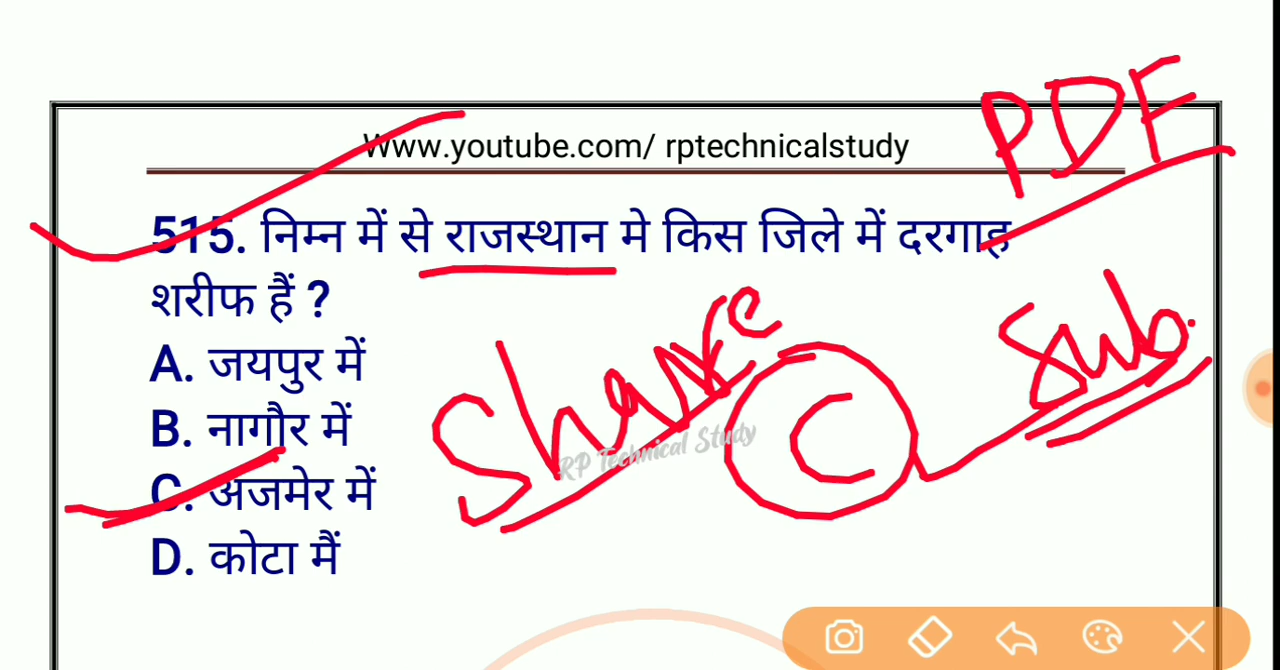 PDF
Www.youtube.com/ rptechnicalstudy
515. निम्न में से राजस्थान मे किस जिले में दरगाह
शरीफ हैं ?
A. जयपुर में
B. नागौर में
C. अजमेर में
D. कोटा मैं
Share
C
Sub.
RP Technical Study